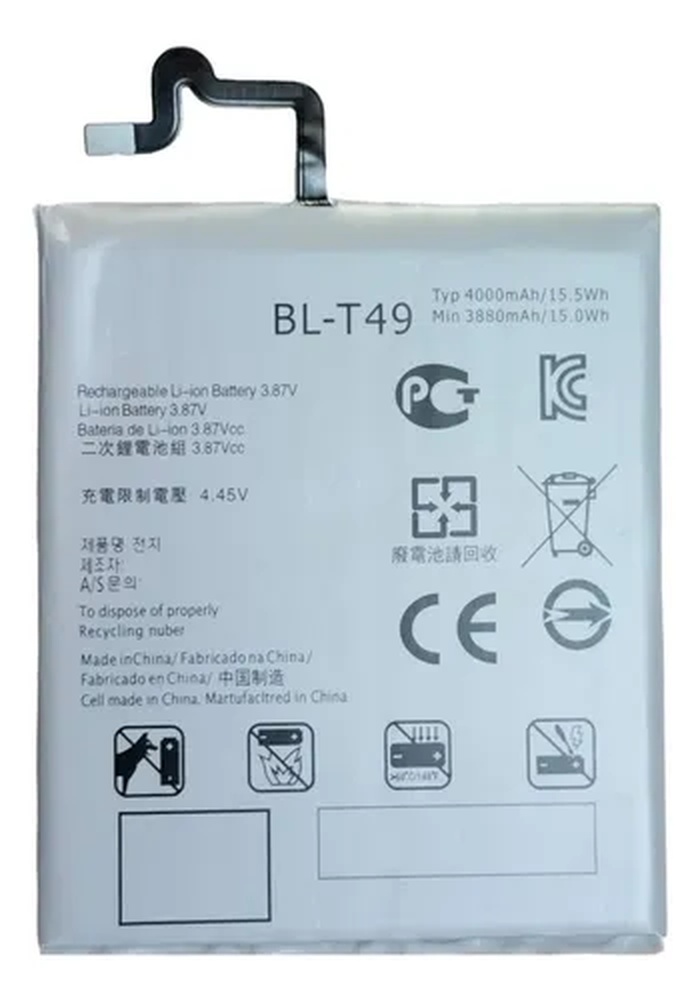 BL-T49
Typ 4000mAh/15.5Wh
Min 3880mAh/15.0Wh
Rechargeable Li-ion Battery 3.87V
Li-ion Battery 3.87V
Bateria de Li-ion 3.87Vcc
二次鋰電池組 3.87Vcc
充電限制電壓: 4.45V
제품명: 전지
제조자:
A/S문의:
To dispose of properly
Recycling nuber
Made inChina/ Fabricado na China/
Fabricado en China/ 中国制造
Cell made in China, Martufacltred in China
PCT
KC
廢電池請回收
CE